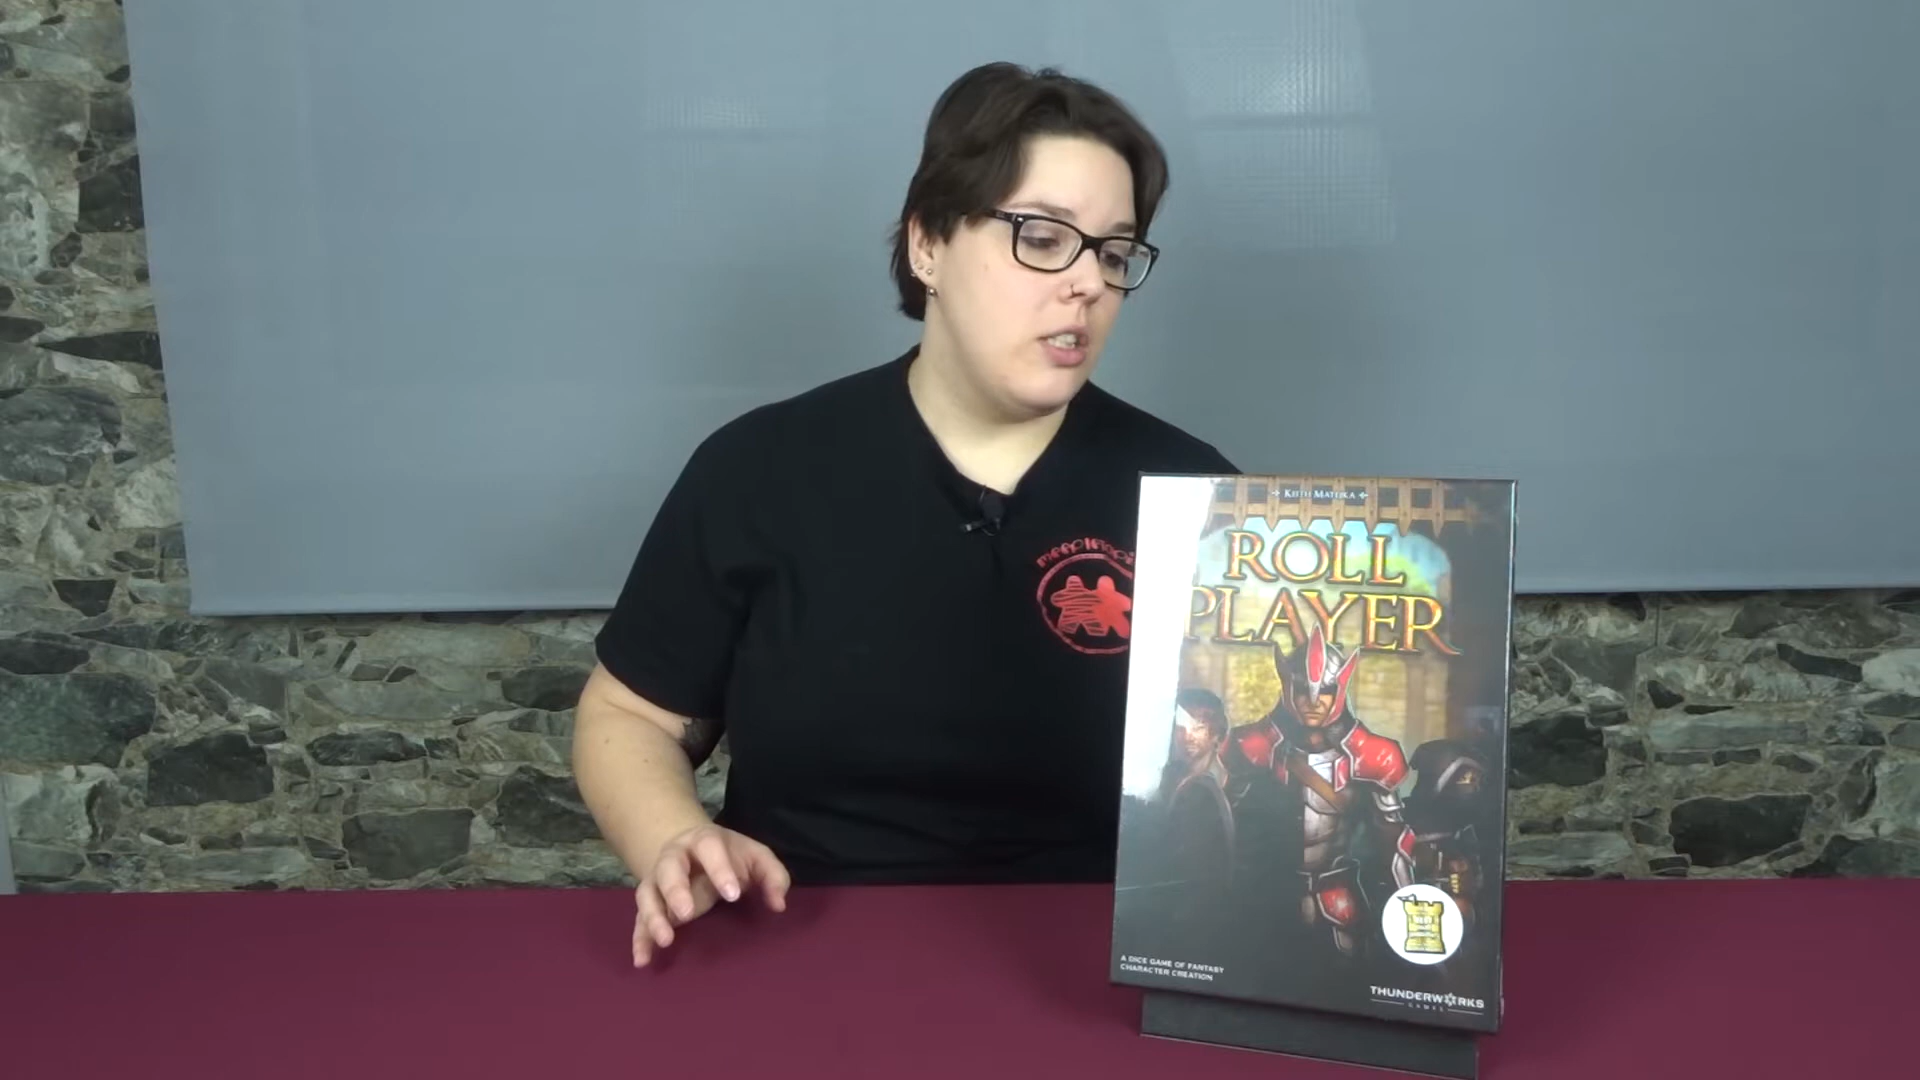 KEITH MATEJKA
ROLL
PLAYER
A DICE GAME OF FANTASY
CHARACTER CREATION
THUNDERWORKS
GAMES